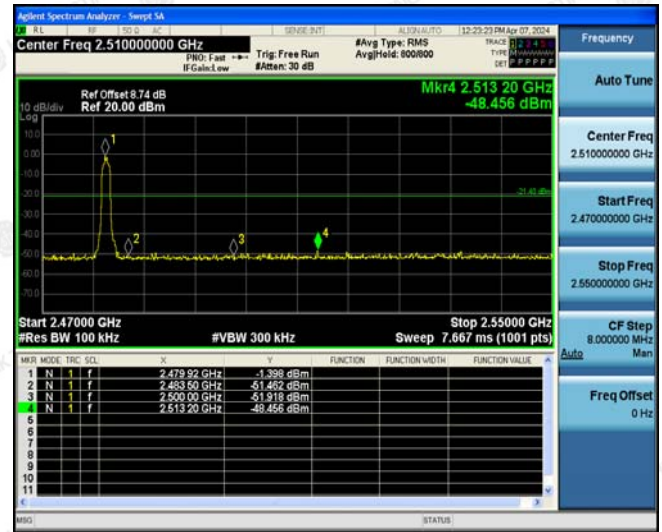 Agilent Spectrum Analyzer - Swept SA
RL RF 50 Ω AC SENSE:INT ALIGN AUTO 12:23:23 PM Apr 07, 2024
Center Freq 2.510000000 GHz
PNO: Fast
IFGain:Low
Trig: Free Run
#Atten: 30 dB
#Avg Type: RMS
Avg|Hold: 800/800
TRACE 1 2 3 4 5 6
TYPE
DET P P P P P P
Frequency
Auto Tune
Center Freq
2.510000000 GHz
Start Freq
2.470000000 GHz
Stop Freq
2.550000000 GHz
CF Step
8.000000 MHz
Auto Man
Freq Offset
0 Hz
Mkr4 2.513 20 GHz
-48.456 dBm
Ref Offset 8.74 dB
10 dB/div Ref 20.00 dBm
Log
10.0
0.00
-10.0
-20.0
-30.0
-40.0
-50.0
-60.0
-70.0
-21.40 dBm
1
2
3
4
Start 2.47000 GHz Stop 2.55000 GHz
#Res BW 100 kHz #VBW 300 kHz Sweep 7.667 ms (1001 pts)
MKR MODE TRC SCL X Y FUNCTION FUNCTION WIDTH FUNCTION VALUE
1 N 1 f 2.479 92 GHz -1.398 dBm
2 N 1 f 2.483 50 GHz -51.462 dBm
3 N 1 f 2.500 00 GHz -51.918 dBm
4 N 1 f 2.513 20 GHz -48.456 dBm
5
6
7
8
9
10
11
MSG STATUS